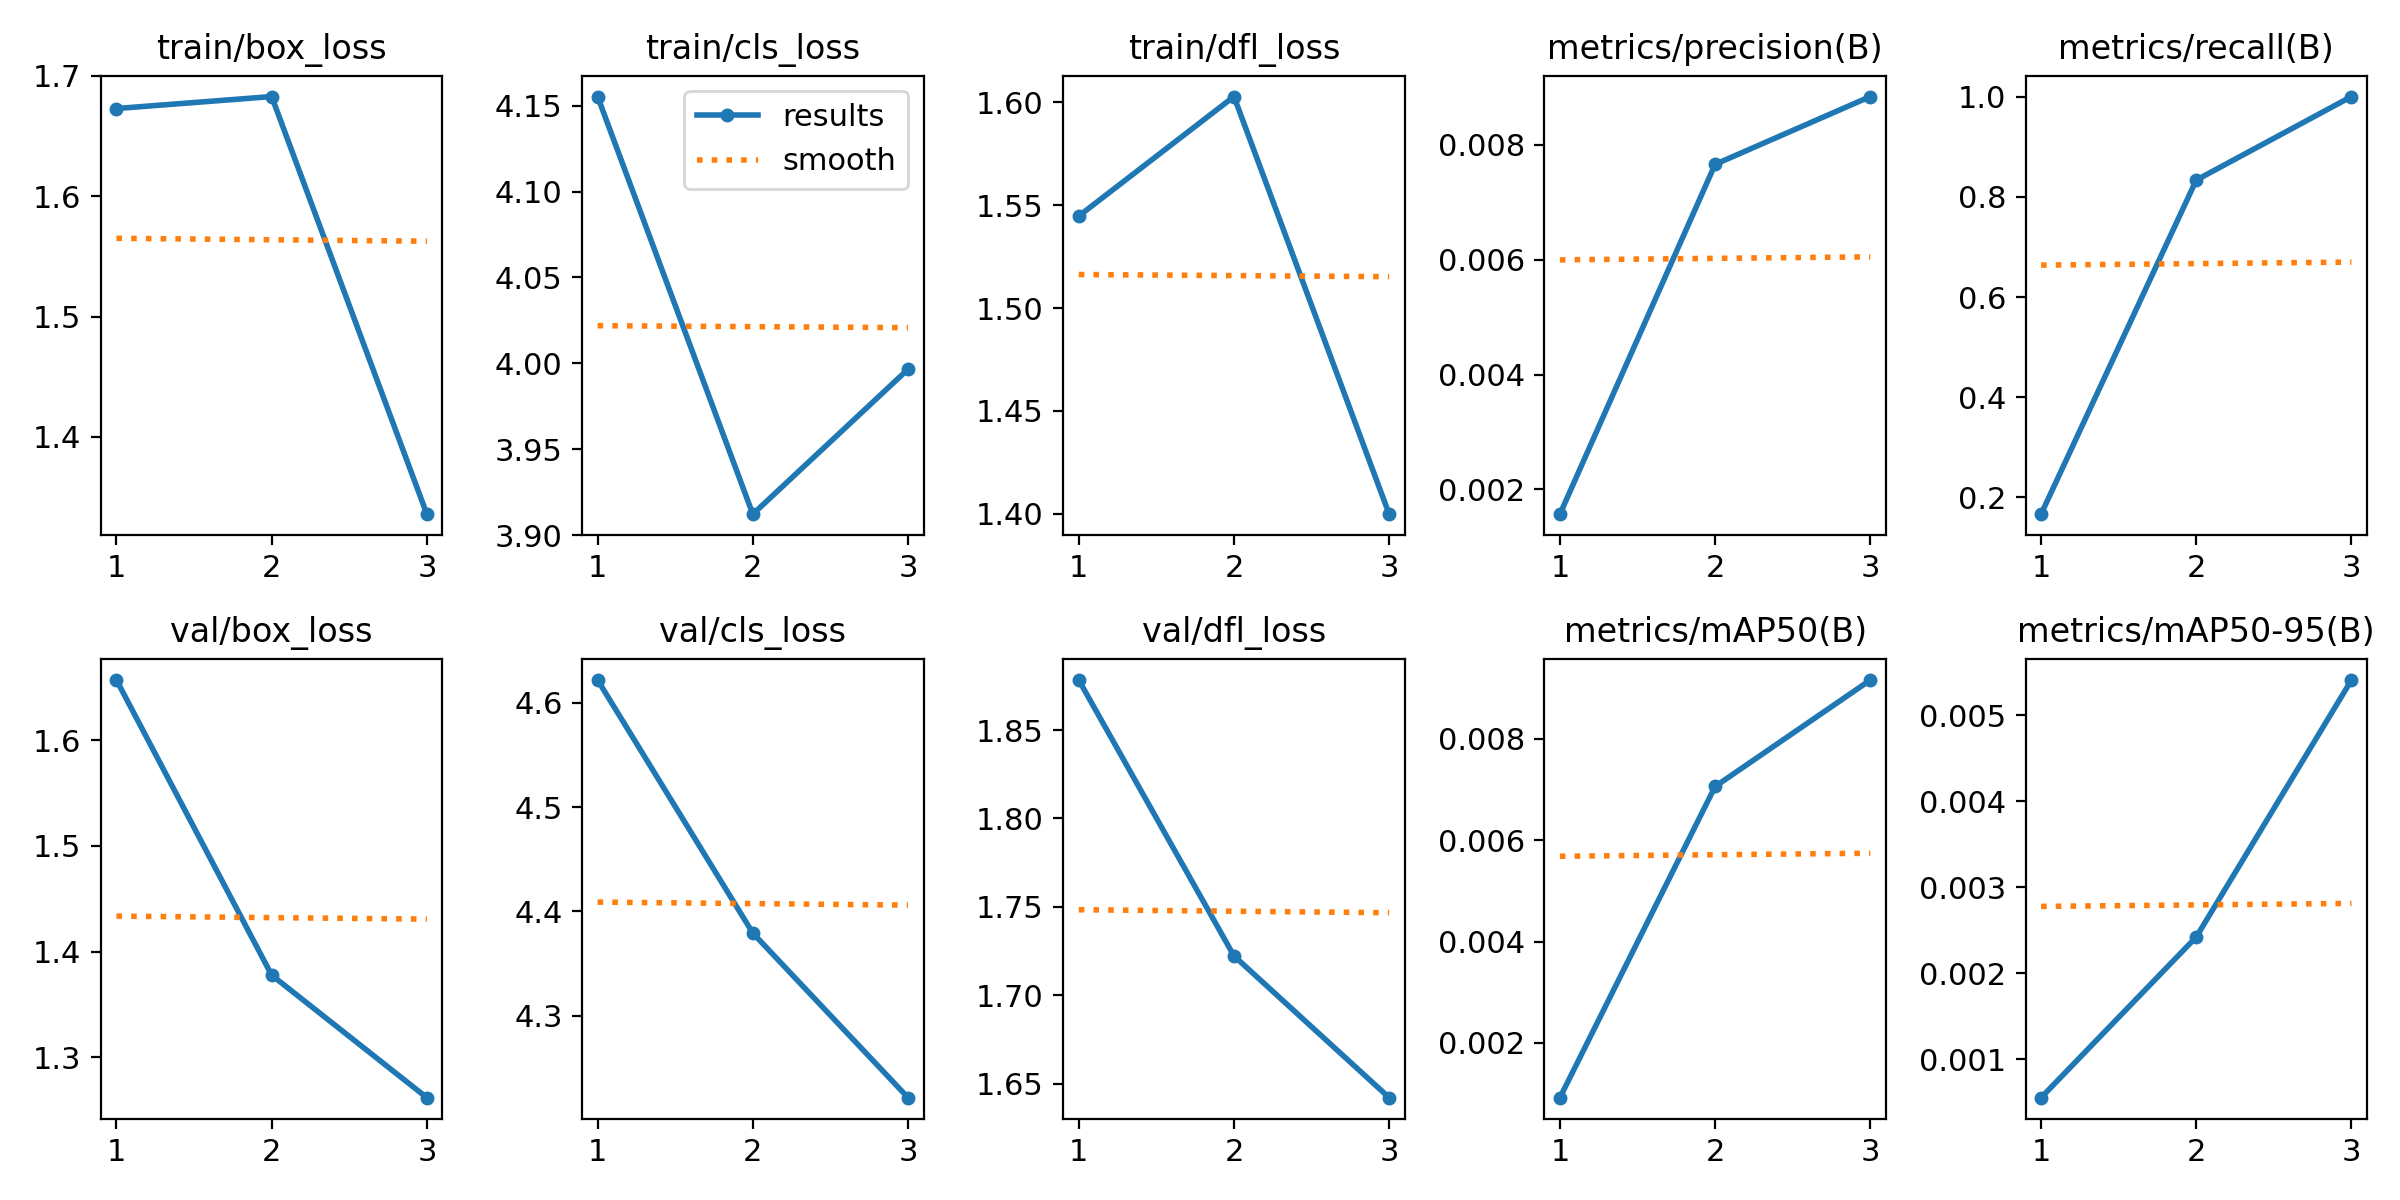 train/box_loss
train/cls_loss
train/dfl_loss
metrics/precision(B)
metrics/recall(B)
1.7
1.6
1.5
1.4
1 2 3
4.15
4.10
4.05
4.00
3.95
3.90
results
smooth
1 2 3
1.60
1.55
1.50
1.45
1.40
1 2 3
0.008
0.006
0.004
0.002
1 2 3
1.0
0.8
0.6
0.4
0.2
1 2 3
val/box_loss
val/cls_loss
val/dfl_loss
metrics/mAP50(B)
metrics/mAP50-95(B)
1.6
1.5
1.4
1.3
1 2 3
4.6
4.5
4.4
4.3
1 2 3
1.85
1.80
1.75
1.70
1.65
1 2 3
0.008
0.006
0.004
0.002
1 2 3
0.005
0.004
0.003
0.002
0.001
1 2 3